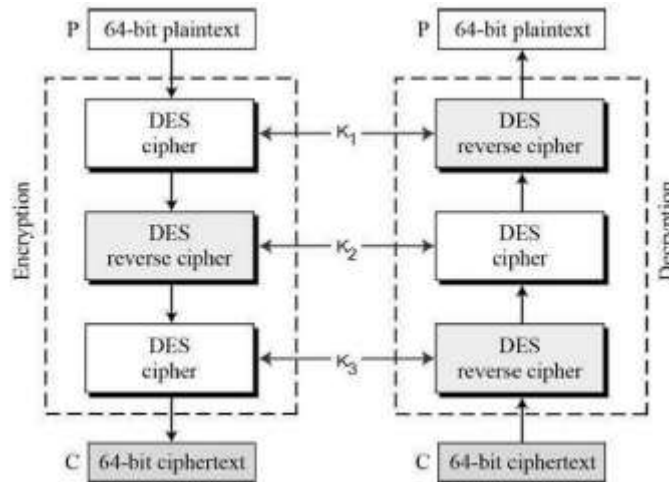 P 64-bit plaintext
P 64-bit plaintext
Encryption
DES
cipher
K1
DES
reverse cipher
DES
reverse cipher
K2
DES
cipher
DES
cipher
K3
DES
reverse cipher
Decryption
C 64-bit ciphertext
C 64-bit ciphertext